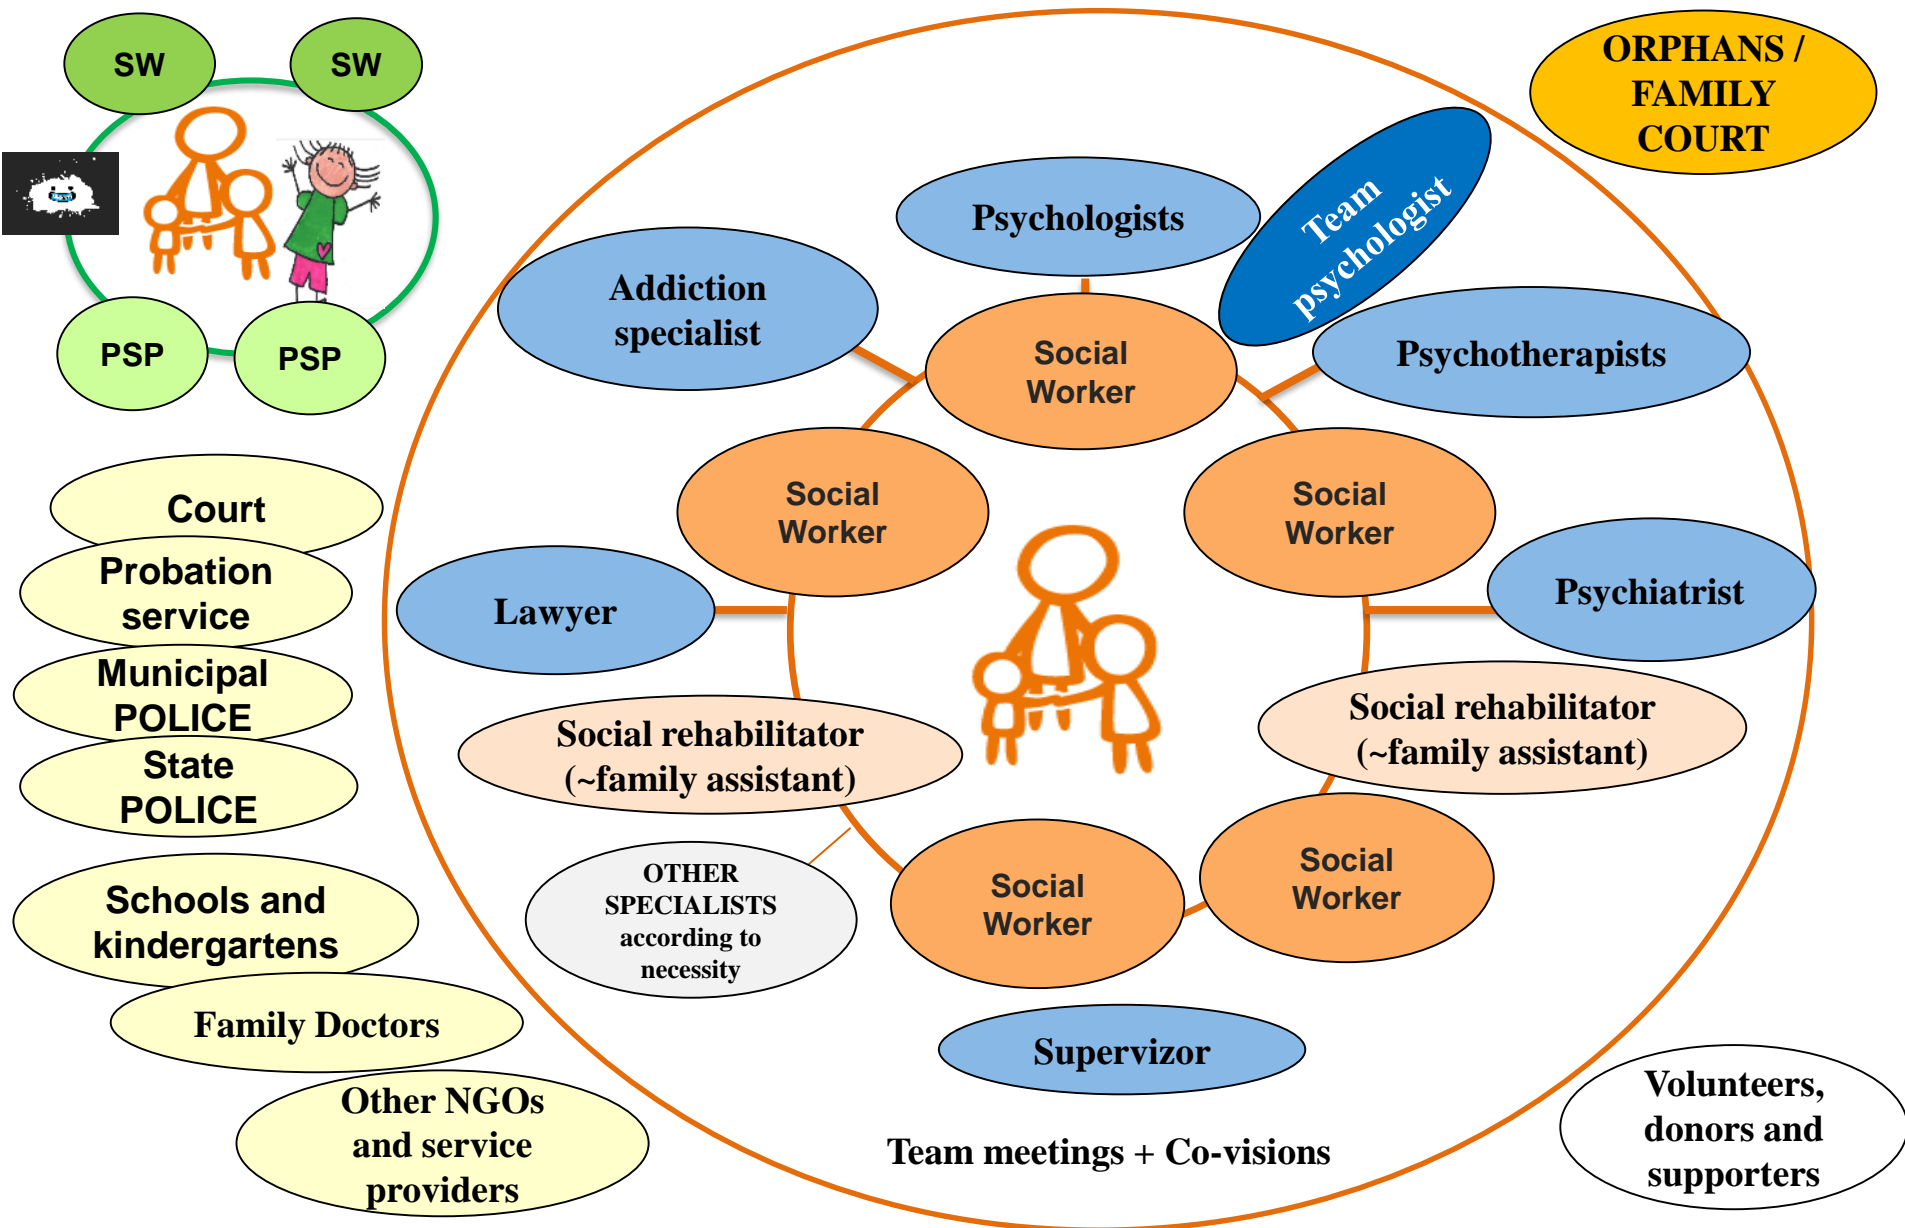 SW
SW
PSP
PSP
ORPHANS /
FAMILY
COURT
Team
psychologist
Psychologists
Addiction
specialist
Psychotherapists
Social
Worker
Social
Worker
Social
Worker
Court
Probation
service
Municipal
POLICE
State
POLICE
Schools and
kindergartens
Family Doctors
Other NGOs
and service
providers
Lawyer
Psychiatrist
Social rehabilitator
(~family assistant)
Social rehabilitator
(~family assistant)
OTHER
SPECIALISTS
according to
necessity
Social
Worker
Social
Worker
Supervizor
Team meetings + Co-visions
Volunteers,
donors and
supporters